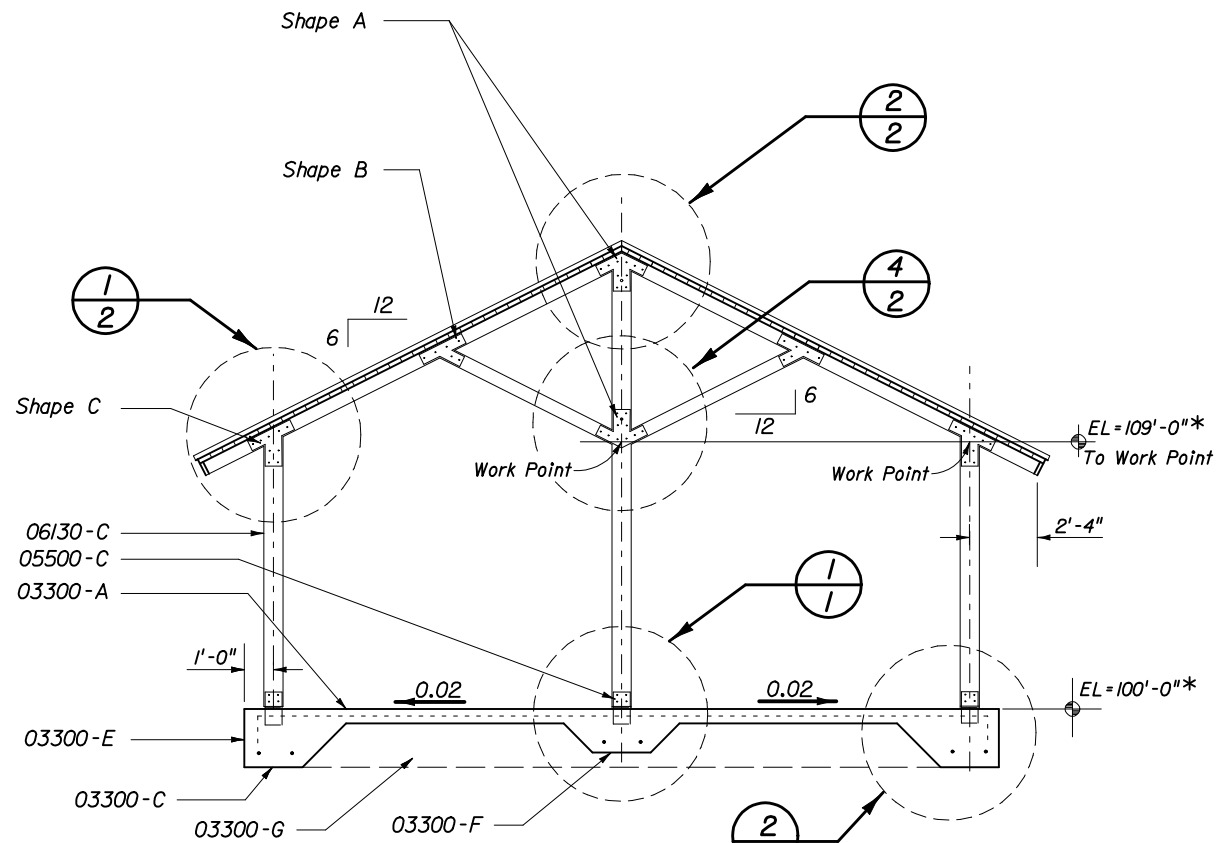 Shape A
2
2
Shape B
4
2
1
2
12
6
6
12
Shape C
EL=109'-0"*
To Work Point
Work Point
Work Point
06130-C
05500-C
03300-A
2'-4"
1
1
1'-0"
0.02
0.02
EL=100'-0"*
03300-E
03300-C
03300-G
03300-F
2